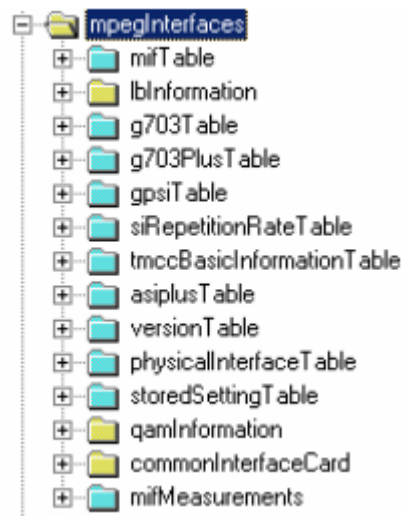 mpegInterfaces
mifTable
lbInformation
g703Table
g703PlusTable
gpsiTable
siRepetitionRateTable
tmccBasicInformationTable
asiplusTable
versionTable
physicalInterfaceTable
storedSettingTable
qamInformation
commonInterfaceCard
mifMeasurements